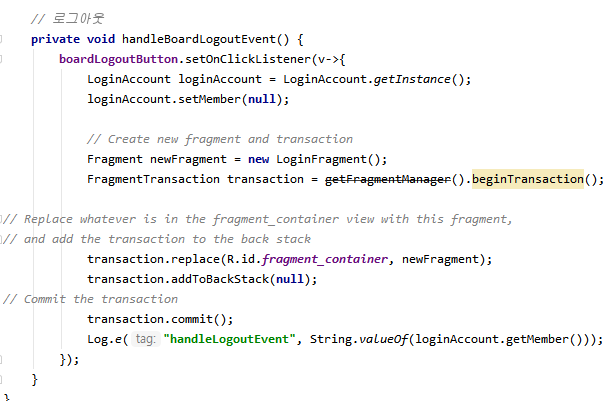 // 로그아웃
private void handleBoardLogoutEvent() {
boardLogoutButton.setOnClickListener(v->{
LoginAccount loginAccount = LoginAccount.getInstance();
loginAccount.setMember(null);
// Create new fragment and transaction
Fragment newFragment = new LoginFragment();
FragmentTransaction transaction = getFragmentManager().beginTransaction();
// Replace whatever is in the fragment_container view with this fragment,
// and add the transaction to the back stack
transaction.replace(R.id.fragment_container, newFragment);
transaction.addToBackStack(null);
// Commit the transaction
transaction.commit();
Log.e( tag: "handleLogoutEvent", String.valueOf(loginAccount.getMember()));
});
}
}